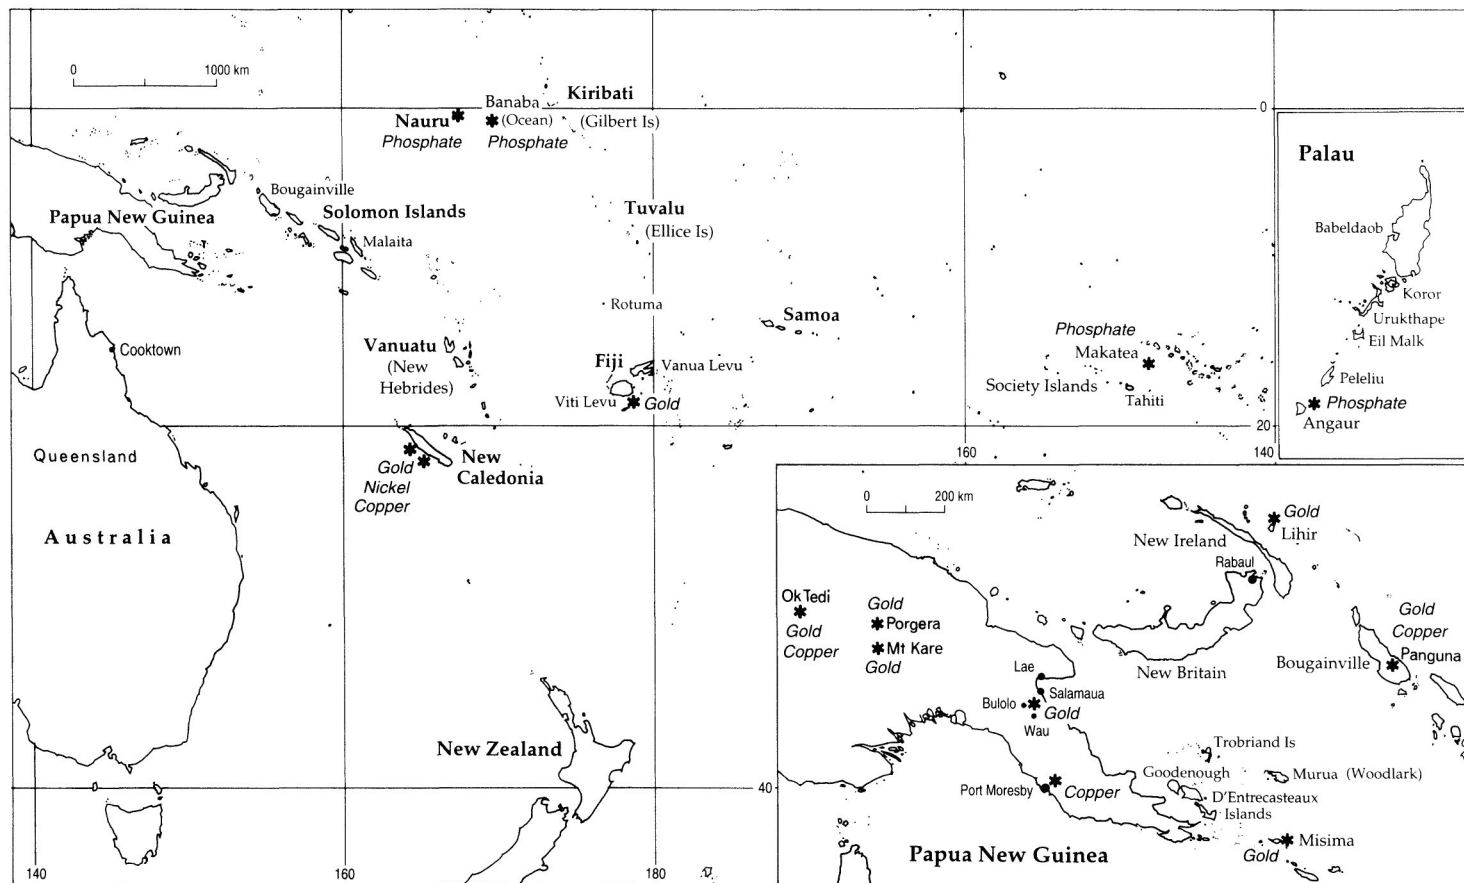 0 1000 km
Kiribati
(Gilbert Is)
Banaba
(Ocean)
Phosphate
Nauru
Phosphate
0
Palau
Babeldaob
Koror
Urukthape
Eil Malk
Peleliu
Phosphate
Angaur
Bougainville
Solomon Islands
Malaita
Papua New Guinea
Tuvalu
(Ellice Is)
Rotuma
Samoa
Cooktown
Vanuatu
(New
Hebrides)
Fiji
Vanua Levu
Viti Levu
Gold
Phosphate
Makatea
Society Islands
Tahiti
20
160
140
Queensland
Australia
New
Caledonia
Gold
Nickel
Copper
New Zealand
40
140
160
180
0 200 km
Gold
Lihir
New Ireland
Rabaul
Ok Tedi
Gold
Copper
Gold
Porgera
Mt Kare
Gold
Gold
Copper
Panguna
Bougainville
New Britain
Lae
Salamaua
Bulolo
Gold
Wau
Trobriand Is
Goodenough
Murua (Woodlark)
D'Entrecasteaux
Islands
Port Moresby
Copper
Misima
Gold
Papua New Guinea